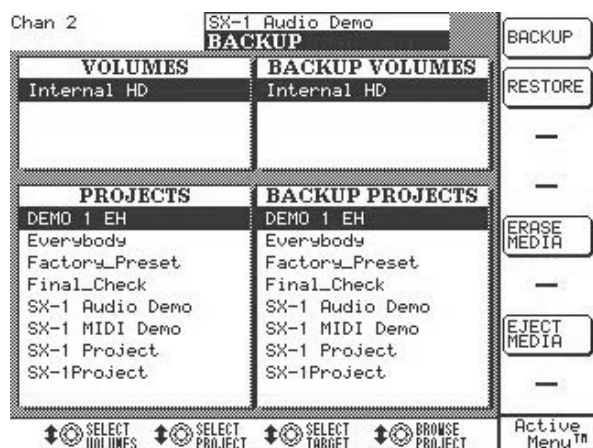 Chan 2
SX-1 Audio Demo
BACKUP
VOLUMES
Internal HD
BACKUP VOLUMES
Internal HD
PROJECTS
DEMO 1 EH
Everybody
Factory_Preset
Final_Check
SX-1 Audio Demo
SX-1 MIDI Demo
SX-1 Project
SX-1Project
BACKUP PROJECTS
DEMO 1 EH
Everybody
Factory_Preset
Final_Check
SX-1 Audio Demo
SX-1 MIDI Demo
SX-1 Project
SX-1Project
SELECT VOLUMES
SELECT PROJECT
SELECT TARGET
BROWSE PROJECT
BACKUP
RESTORE
ERASE
MEDIA
EJECT
MEDIA
Active
Menu™